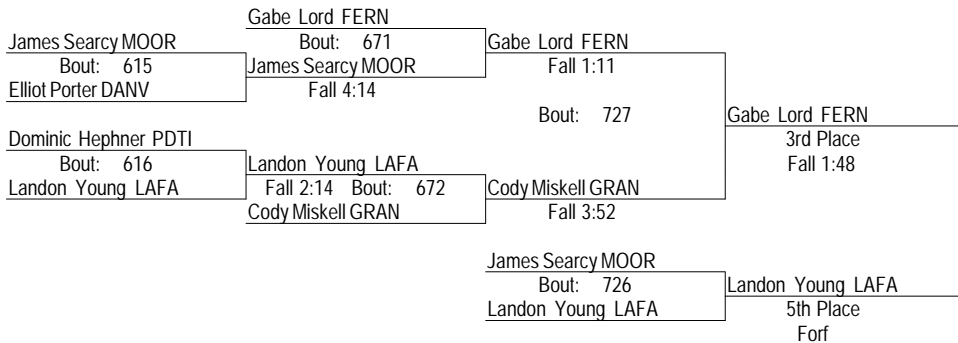 Gabe Lord FERN
James Searcy MOOR
Bout: 671
Gabe Lord FERN
Bout: 615
James Searcy MOOR
Fall 1:11
Elliot Porter DANV
Fall 4:14
Bout: 727
Gabe Lord FERN
Dominic Hephner PDTI
3rd Place
Bout: 616
Landon Young LAFA
Fall 1:48
Landon Young LAFA
Fall 2:14 Bout: 672
Cody Miskell GRAN
Cody Miskell GRAN
Fall 3:52
James Searcy MOOR
Bout: 726
Landon Young LAFA
Landon Young LAFA
5th Place
Forf